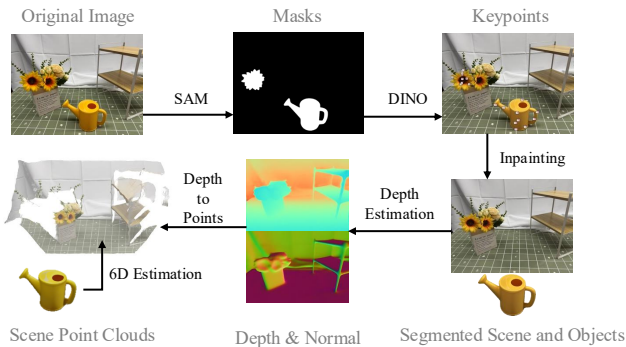 Original Image
Masks
Keypoints
SAM
DINO
Inpainting
Depth
to
Points
Depth
Estimation
6D Estimation
Scene Point Clouds
Depth & Normal
Segmented Scene and Objects